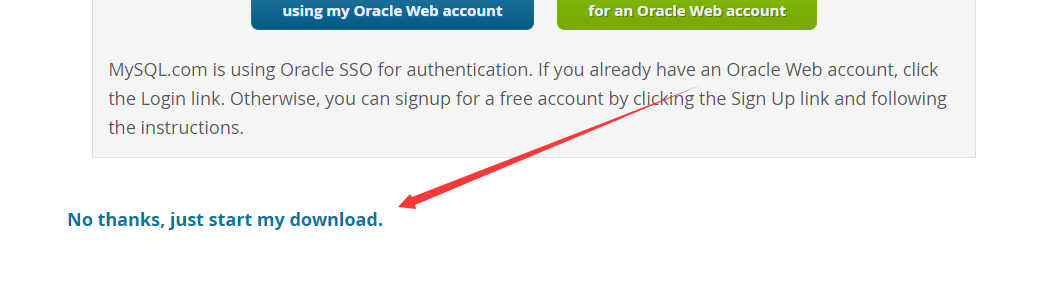 using my Oracle Web account
for an Oracle Web account
MySQL.com is using Oracle SSO for authentication. If you already have an Oracle Web account, click
the Login link. Otherwise, you can signup for a free account by clicking the Sign Up link and following
the instructions.
No thanks, just start my download.